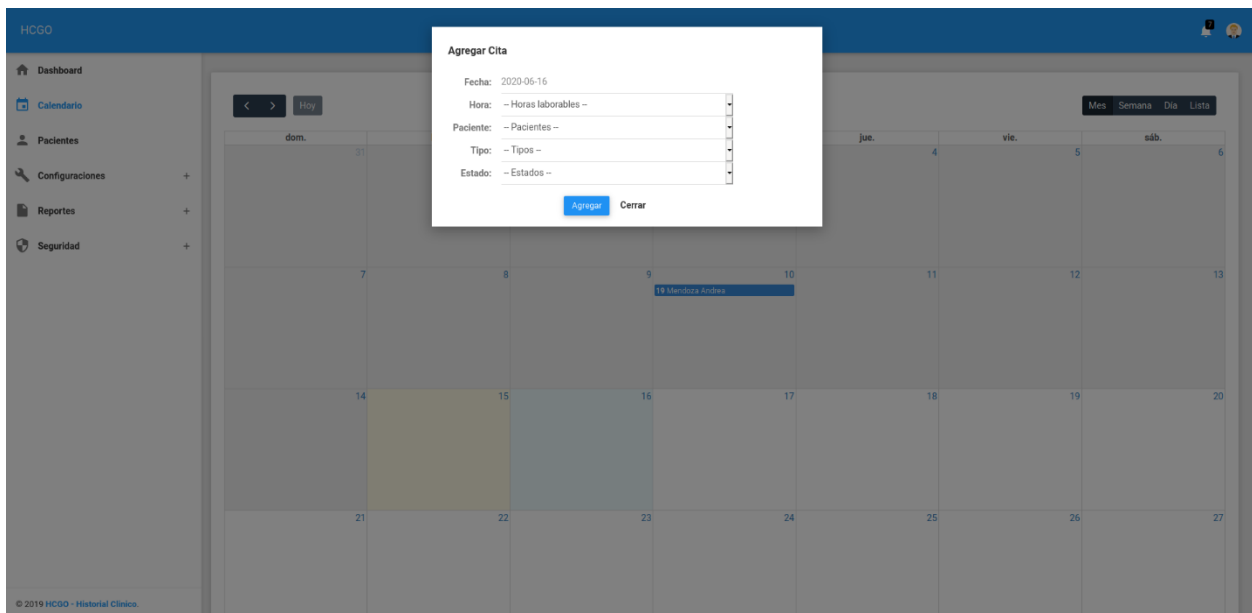 HCGO
7
Agregar Cita
Fecha: 2020-06-16
Hora: -- Horas laborables --
Paciente: -- Pacientes --
Tipo: -- Tipos --
Estado: -- Estados --
Agregar Cerrar
Dashboard
Calendario
Pacientes
Configuraciones +
Reportes +
Seguridad +
< > Hoy
Mes Semana Día Lista
dom. jue. vie. sáb.
31 4 5 6
7 8 9 10 11 12 13
19 Mendoza Andrea
14 15 16 17 18 19 20
21 22 23 24 25 26 27
© 2019 HCGO - Historial Clínico.